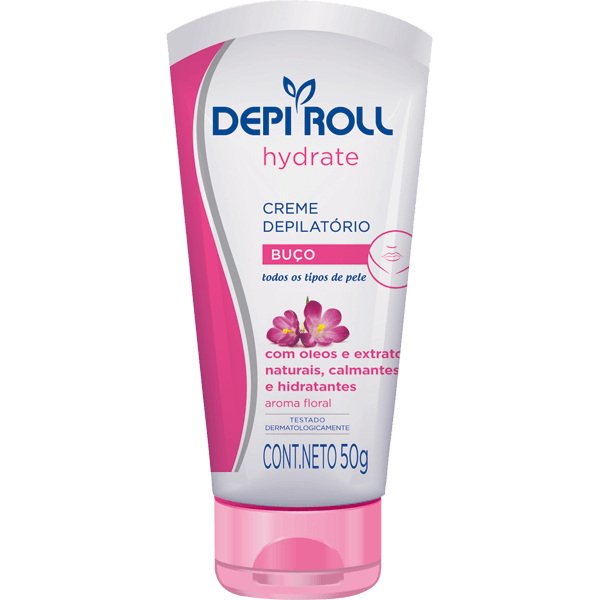 DEPI ROLL
hydrate
CREME
DEPILATÓRIO
BUÇO
todos os tipos de pele
com óleos e extrato
naturais, calmantes
e hidratantes
aroma floral
TESTADO
DERMATOLOGICAMENTE
CONT.NETO 50g